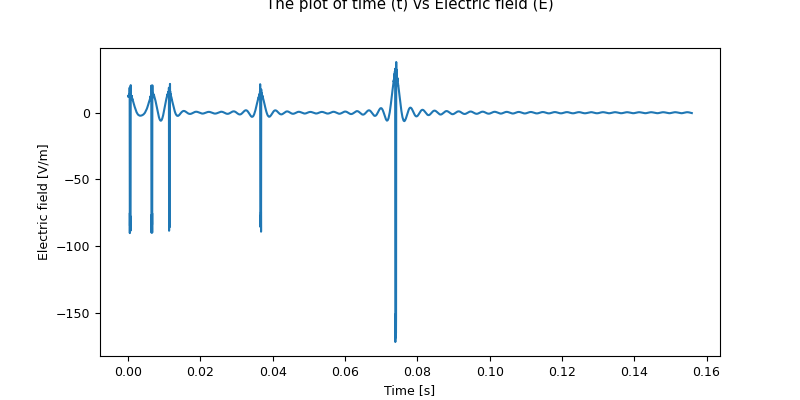 The plot of time (t) vs Electric field (E)
Electric field [V/m]
0
−50
−100
−150
0.00 0.02 0.04 0.06 0.08 0.10 0.12 0.14 0.16
Time [s]